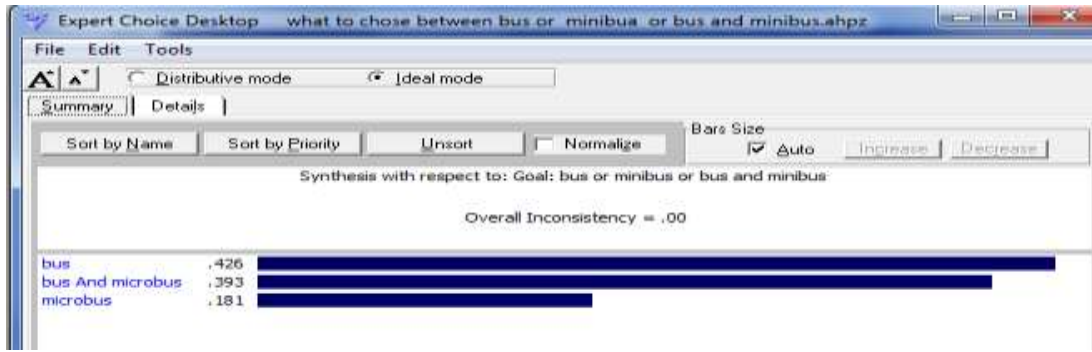 Expert Choice Desktop what to chose between bus or minibua or bus and minibus.ahpz
File Edit Tools
A A Distributive mode Ideal mode
Summary Details
Sort by Name Sort by Priority Unsort Normalize
Bars Size
Auto Increase Decrease
Synthesis with respect to: Goal: bus or minibus or bus and minibus
Overall Inconsistency = .00
bus .426
bus And microbus .393
microbus .181